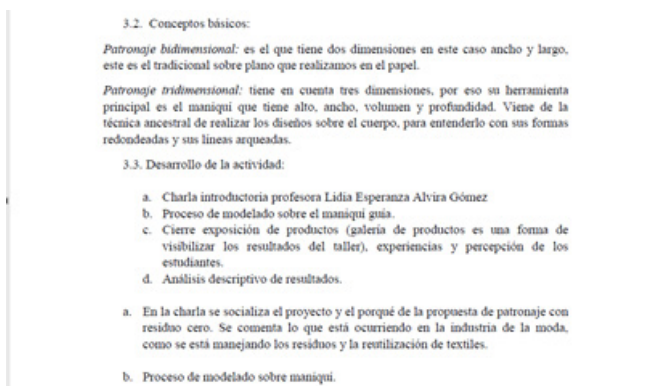 3.2. Conceptos básicos:
Patronaje bidimensional: es el que tiene dos dimensiones en este caso ancho y largo,
este es el tradicional sobre plano que realizamos en el papel.
Patronaje tridimensional: tiene en cuenta tres dimensiones, por eso su herramienta
principal es el maniquí que tiene alto, ancho, volumen y profundidad. Viene de la
técnica ancestral de realizar los diseños sobre el cuerpo, para entenderlo con sus formas
redondeadas y sus líneas arqueadas.
3.3. Desarrollo de la actividad:
a. Charla introductoria profesora Lidia Esperanza Alvira Gómez
b. Proceso de modelado sobre el maniquí guía.
c. Cierre exposición de productos (galería de productos es una forma de
visibilizar los resultados del taller), experiencias y percepción de los
estudiantes.
d. Análisis descriptivo de resultados.
a. En la charla se socializa el proyecto y el porqué de la propuesta de patronaje con
residuo cero. Se comenta lo que está ocurriendo en la industria de la moda,
como se está manejando los residuos y la reutilización de textiles.
b. Proceso de modelado sobre maniquí.